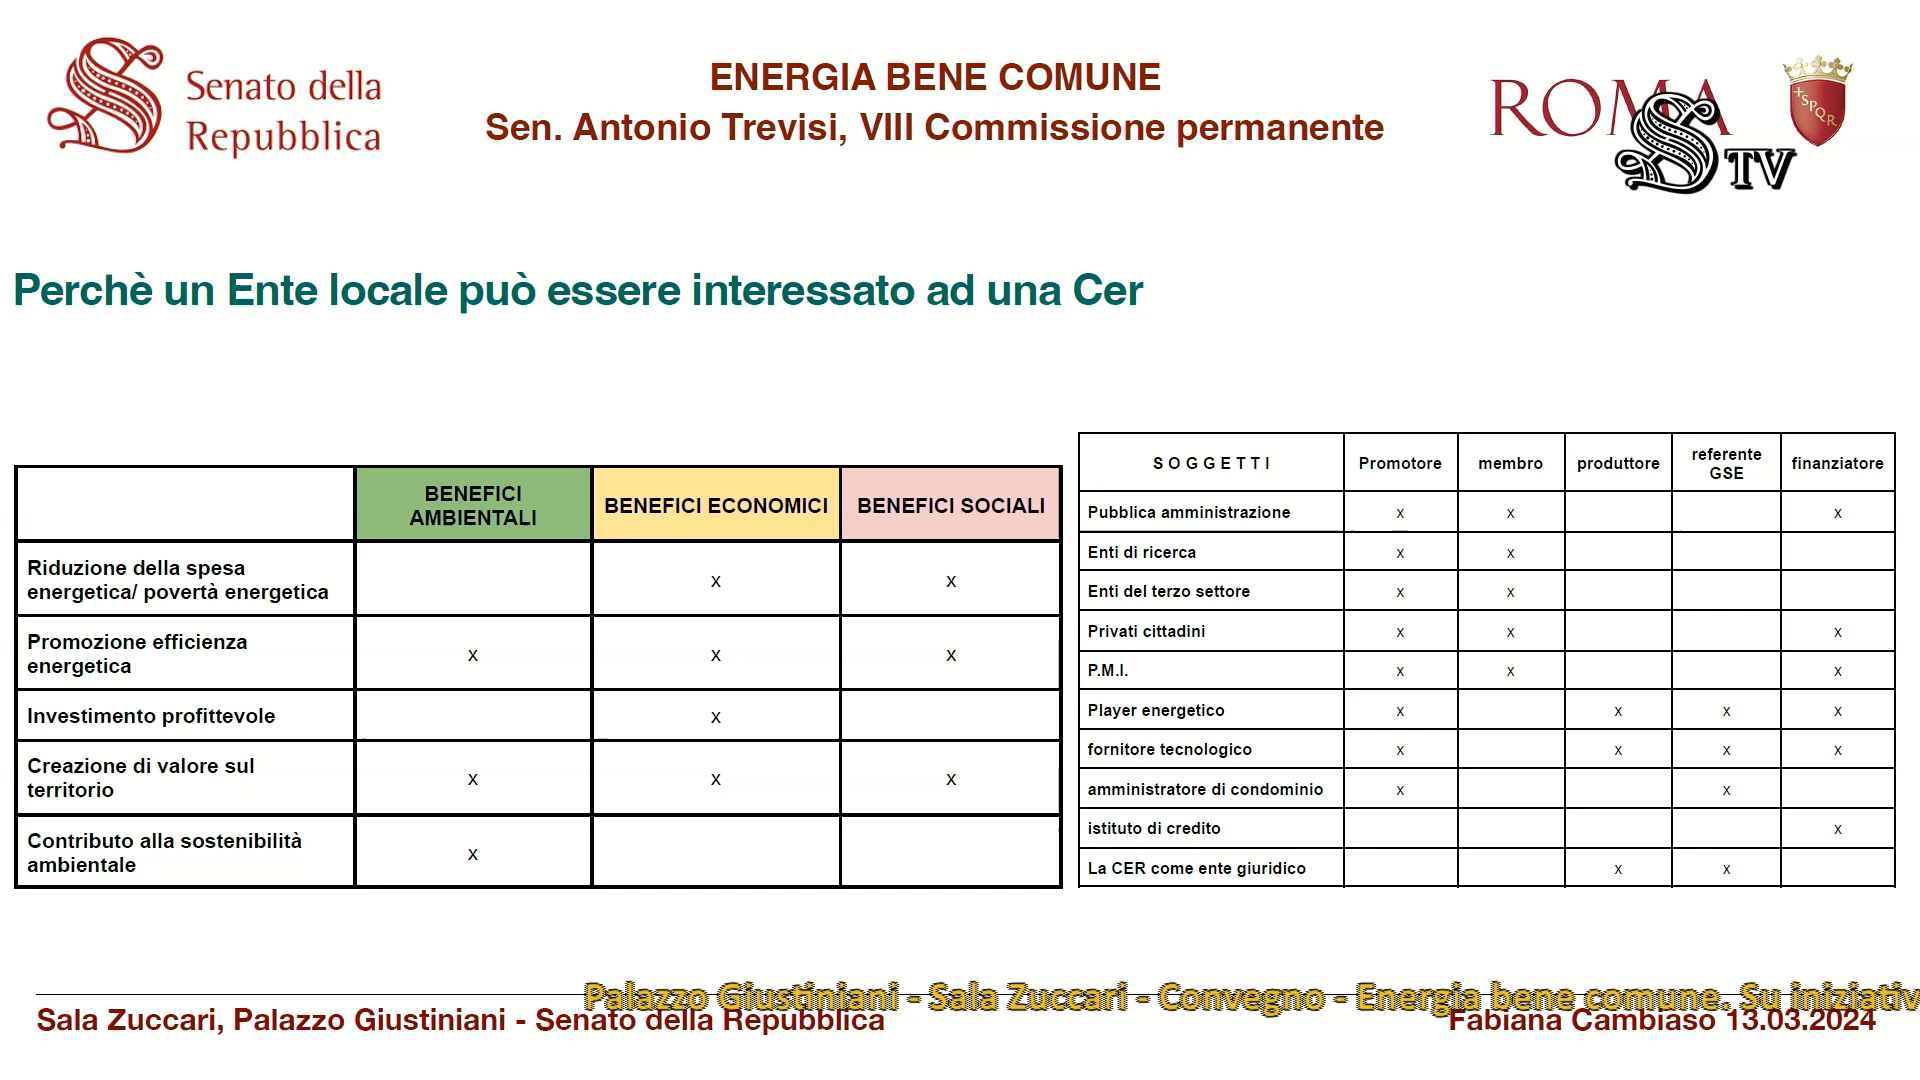 Senato della
Repubblica
ENERGIA BENE COMUNE
Sen. Antonio Trevisi, VIII Commissione permanente
ROMA
SPQR
TV
Perchè un Ente locale può essere interessato ad una Cer
BENEFICI
AMBIENTALI
BENEFICI ECONOMICI
BENEFICI SOCIALI
Riduzione della spesa
energetica/ povertà energetica
x
x
Promozione efficienza
energetica
x
x
x
Investimento profittevole
x
Creazione di valore sul
territorio
x
x
x
Contributo alla sostenibilità
ambientale
x
S O G G E T T I
Promotore
membro
produttore
referente
GSE
finanziatore
Pubblica amministrazione
x
x
x
Enti di ricerca
x
x
Enti del terzo settore
x
x
Privati cittadini
x
x
x
P.M.I.
x
x
x
Player energetico
x
x
x
x
fornitore tecnologico
x
x
x
x
amministratore di condominio
x
x
istituto di credito
x
La CER come ente giuridico
x
x
Palazzo Giustiniani - Sala Zuccari - Convegno - Energia bene comune. Su iniziativ
Sala Zuccari, Palazzo Giustiniani - Senato della Repubblica
Fabiana Cambiaso 13.03.2024